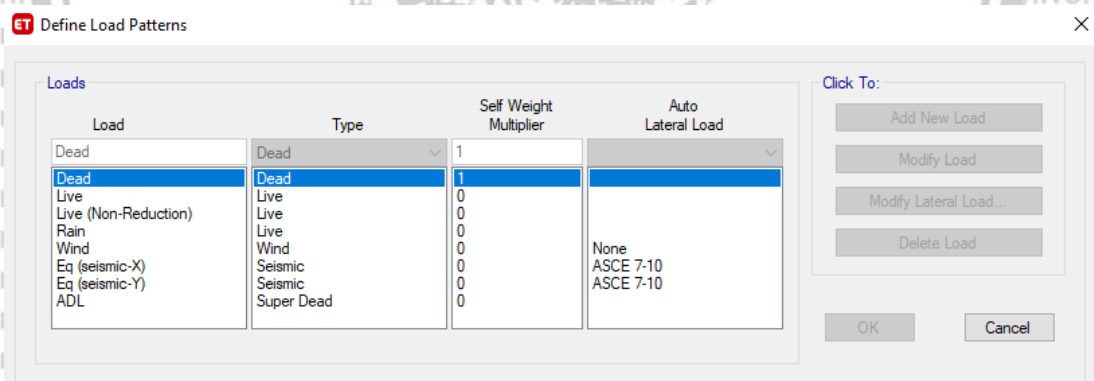 ET Define Load Patterns
Loads
Click To:
Load Type Self Weight Multiplier Auto Lateral Load
Dead Dead 1
Dead Dead 1
Live Live 0
Live (Non-Reduction) Live 0
Rain Live 0
Wind Wind 0 None
Eq (seismic-X) Seismic 0 ASCE 7-10
Eq (seismic-Y) Seismic 0 ASCE 7-10
ADL Super Dead 0
Add New Load
Modify Load
Modify Lateral Load...
Delete Load
OK Cancel